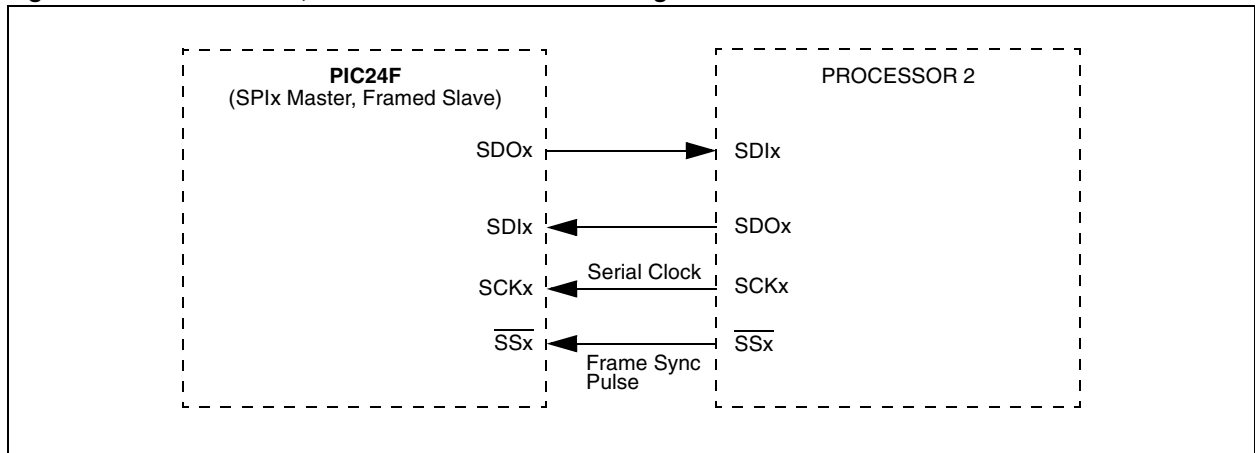 PIC24F
(SPIx Master, Framed Slave)
PROCESSOR 2
SDOx
SDIx
SDIx
SDOx
SCKx
Serial Clock
SCKx
SSx
Frame Sync
Pulse
SSx